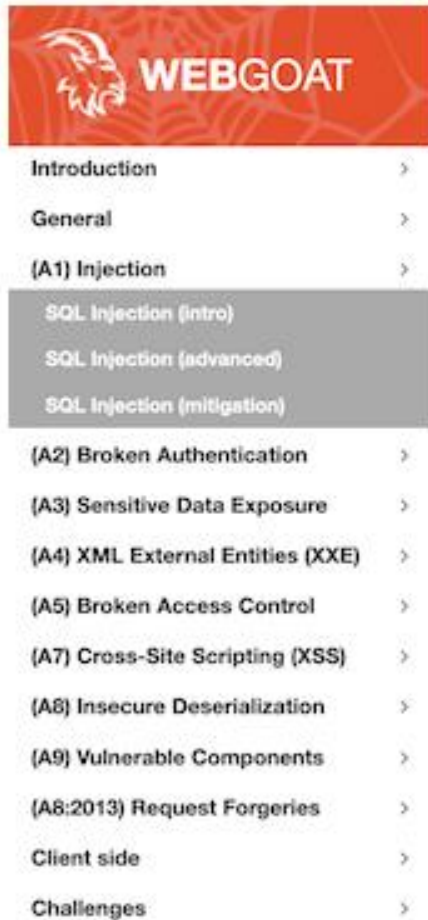 WEBGOAT
Introduction
General
(A1) Injection
SQL Injection (intro)
SQL Injection (advanced)
SQL Injection (mitigation)
(A2) Broken Authentication
(A3) Sensitive Data Exposure
(A4) XML External Entities (XXE)
(A5) Broken Access Control
(A7) Cross-Site Scripting (XSS)
(A8) Insecure Deserialization
(A9) Vulnerable Components
(A8:2013) Request Forgeries
Client side
Challenges